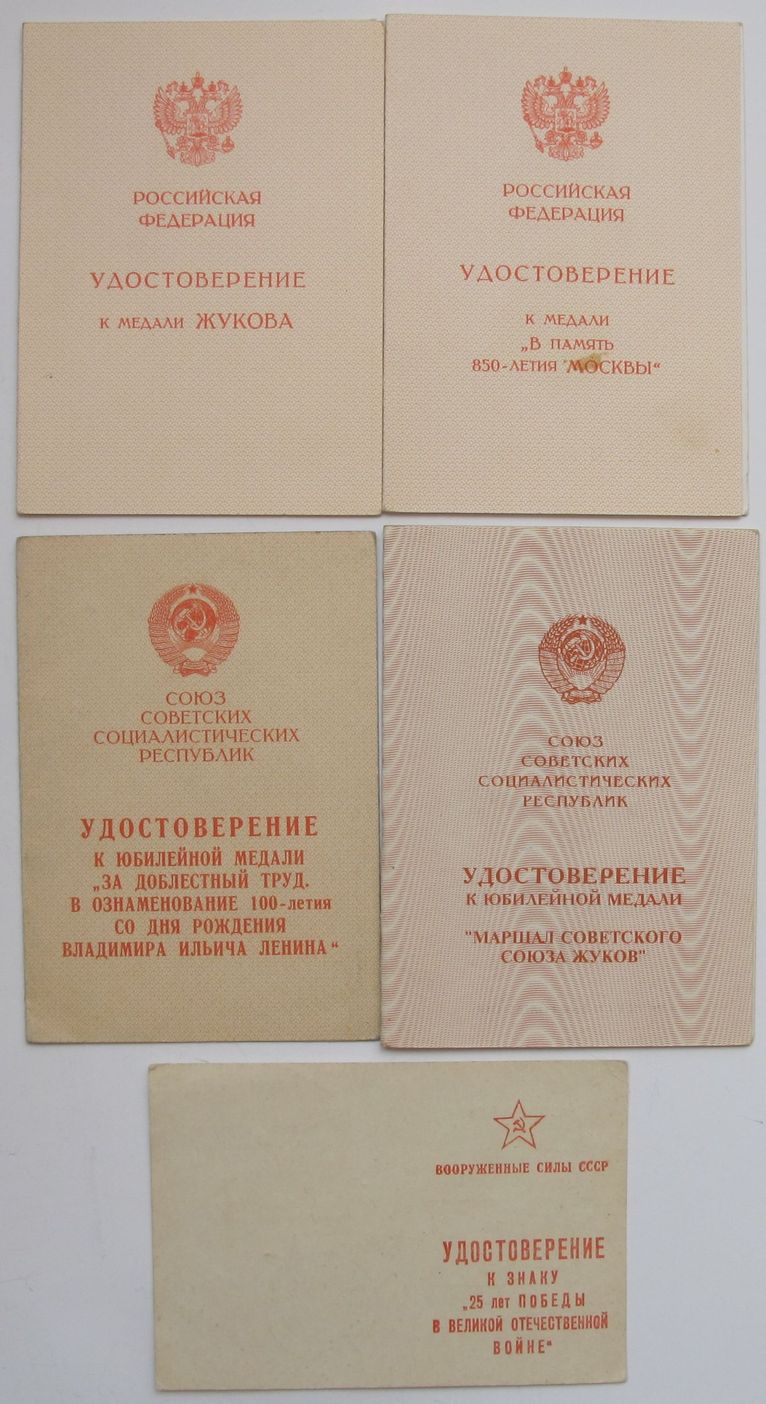 РОССИЙСКАЯ
ФЕДЕРАЦИЯ
УДОСТОВЕРЕНИЕ
К МЕДАЛИ ЖУКОВА
РОССИЙСКАЯ
ФЕДЕРАЦИЯ
УДОСТОВЕРЕНИЕ
К МЕДАЛИ
„В ПАМЯТЬ
850-ЛЕТИЯ МОСКВЫ“
СОЮЗ
СОВЕТСКИХ
СОЦИАЛИСТИЧЕСКИХ
РЕСПУБЛИК
УДОСТОВЕРЕНИЕ
К ЮБИЛЕЙНОЙ МЕДАЛИ
„ЗА ДОБЛЕСТНЫЙ ТРУД.
В ОЗНАМЕНОВАНИЕ 100-летия
СО ДНЯ РОЖДЕНИЯ
ВЛАДИМИРА ИЛЬИЧА ЛЕНИНА“
СОЮЗ
СОВЕТСКИХ
СОЦИАЛИСТИЧЕСКИХ
РЕСПУБЛИК
УДОСТОВЕРЕНИЕ
К ЮБИЛЕЙНОЙ МЕДАЛИ
"МАРШАЛ СОВЕТСКОГО
СОЮЗА ЖУКОВ"
ВООРУЖЕННЫЕ СИЛЫ СССР
УДОСТОВЕРЕНИЕ
К ЗНАКУ
„25 лет ПОБЕДЫ
В ВЕЛИКОЙ ОТЕЧЕСТВЕННОЙ
ВОЙНЕ“